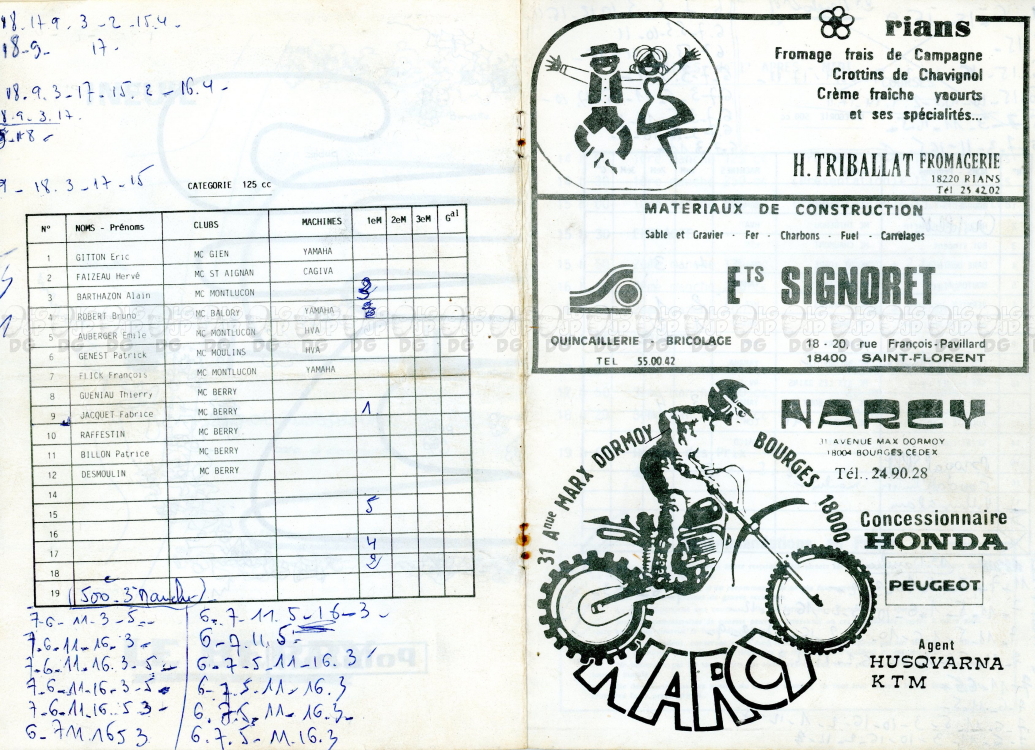 18.17.9.3-2-15.4-
18-9- 17-
18.9.3-17.15.2-16.4-
8.9.3.17.
9-18.3-17-15
CATEGORIE 125 cc
N° NOMS - Prénoms CLUBS MACHINES 1eM 2eM 3eM Gal
1 GITTON Eric MC GIEN YAMAHA
2 FAIZEAU Hervé MC ST AIGNAN CAGIVA
3 BARTHAZON Alain MC MONTLUCON
4 ROBERT Bruno MC BALORY YAMAHA
5 AUBERGER Emile MC MONTLUCON HVA
6 GENEST Patrick MC MOULINS HVA
7 FLICK François MC MONTLUCON YAMAHA
8 GUENIAU Thierry MC BERRY
9 JACQUET Fabrice MC BERRY 1
10 RAFFESTIN MC BERRY
11 BILLON Patrice MC BERRY
12 DESMOULIN MC BERRY
14
15 5
16
17 4
18 2
19
(500-3° Manche)
7-6-11-3-5-
7.6.11.16.3-
7-6.11.16.3-5-
7-6-11-16-3-5-
7-6.11.16.5 3-
6-7 11.16 5 3
6.7.11.5-16-3-
6-7.11.5-
6.7.5-11-16.3
6-7.5.11-16.3
6.7.5.11-16.3-
6.7.5-11.16.3
rians
Fromage frais de Campagne
Crottins de Chavignol
Crème fraîche yaourts
et ses spécialités...
H. TRIBALLAT FROMAGERIE
18220 RIANS
Tél 25 42 02
MATERIAUX DE CONSTRUCTION
Sable et Gravier - Fer - Charbons - Fuel - Carrelages
ETS SIGNORET
QUINCAILLERIE BRICOLAGE
TEL 55.00 42
18 - 20, rue François-Pavillard
18400 SAINT-FLORENT
NARCY
31 AVENUE MAX DORMOY
18004 BOURGES CEDEX
Tél. 24.90.28
31 Anue MARX DORMOY BOURGES 18000
Concessionnaire
HONDA
PEUGEOT
Agent
HUSQVARNA
KTM
NARCY